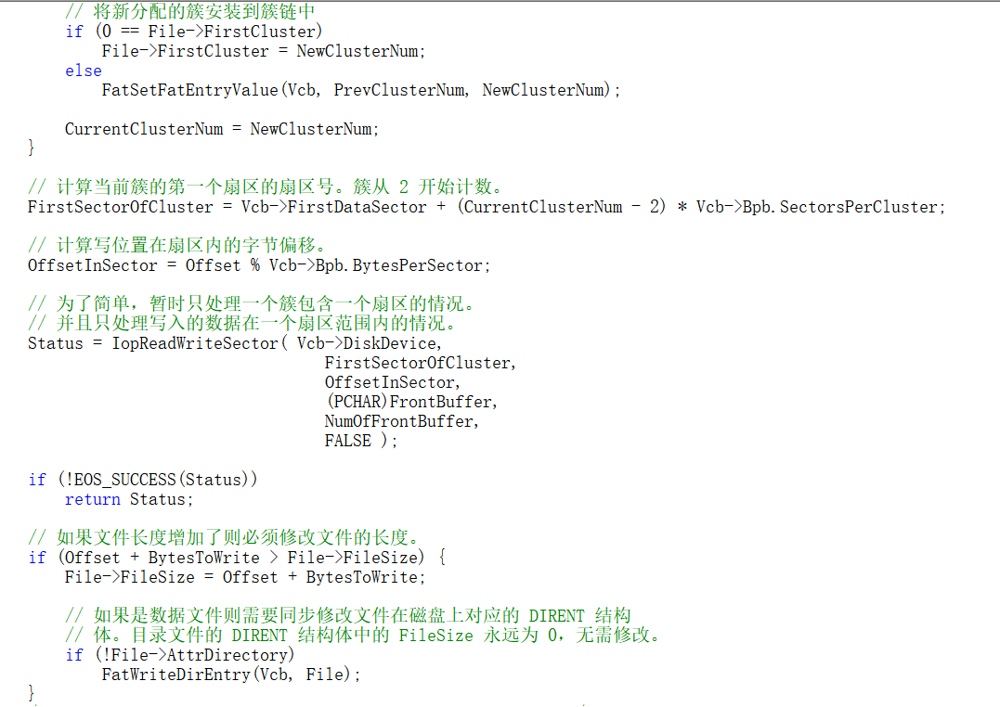 // 将新分配的簇安装到簇链中
if (0 == File->FirstCluster)
File->FirstCluster = NewClusterNum;
else
FatSetFatEntryValue(Vcb, PrevClusterNum, NewClusterNum);
CurrentClusterNum = NewClusterNum;
}
// 计算当前簇的第一个扇区的扇区号。簇从 2 开始计数。
FirstSectorOfCluster = Vcb->FirstDataSector + (CurrentClusterNum - 2) * Vcb->Bpb.SectorsPerCluster;
// 计算写位置在扇区内的字节偏移。
OffsetInSector = Offset % Vcb->Bpb.BytesPerSector;
// 为了简单，暂时只处理一个簇包含一个扇区的情况。
// 并且只处理写入的数据在一个扇区范围内的情况。
Status = IopReadWriteSector( Vcb->DiskDevice,
FirstSectorOfCluster,
OffsetInSector,
(PCHAR)FrontBuffer,
NumOfFrontBuffer,
FALSE );
if (!EOS_SUCCESS(Status))
return Status;
// 如果文件长度增加了则必须修改文件的长度。
if (Offset + BytesToWrite > File->FileSize) {
File->FileSize = Offset + BytesToWrite;
// 如果是数据文件则需要同步修改文件在磁盘上对应的 DIRENT 结构
// 体。目录文件的 DIRENT 结构体中的 FileSize 永远为 0，无需修改。
if (!File->AttrDirectory)
FatWriteDirEntry(Vcb, File);
}